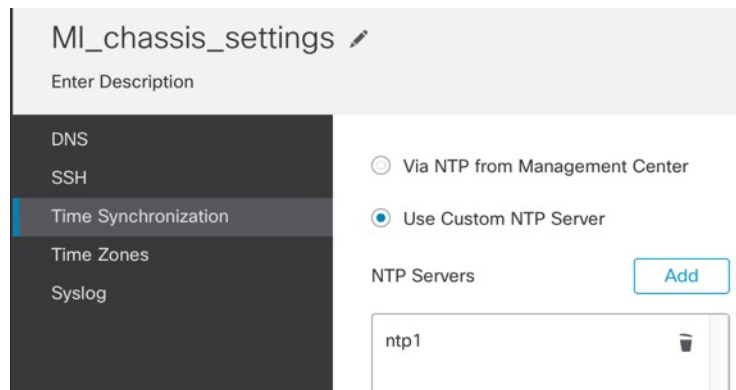 MI_chassis_settings
Enter Description
DNS
SSH
Time Synchronization
Time Zones
Syslog
Via NTP from Management Center
Use Custom NTP Server
NTP Servers
Add
ntp1